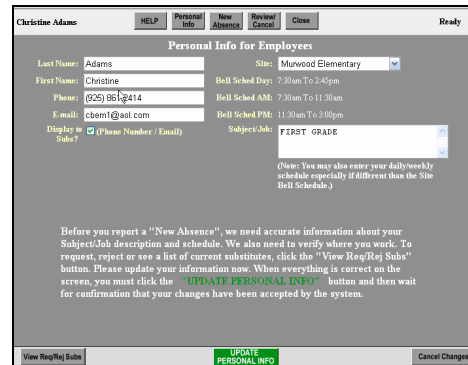 Christine Adams HELP Personal Info New Absence Review/ Cancel Close Ready
Personal Info for Employees
Last Name: Adams Site: Murwood Elementary
First Name: Christine Bell Sched Day: 7:30am To 2:45pm
Phone: (925) 2414 Bell Sched AM: 7:30am To 11:30am
E-mail: cbern1@aol.com Bell Sched PM: 11:30am To 3:00pm
Display to Subs? (Phone Number / Email) Subject/Job: FIRST GRADE
(Note: You may also enter your daily/weekly
schedule especially if different than the Site
Bell Schedule.)
Before you report a "New Absence", we need accurate information about your
Subject/Job description and schedule. We also need to verify where you work. To
request, reject or see a list of current substitutes, click the "View Req/Rej Subs"
button. Please update your information now. When everything is correct on the
screen, you must click the "UPDATE PERSONAL INFO" button and then wait
for confirmation that your changes have been accepted by the system.
View Req/Rej Subs UPDATE PERSONAL INFO Cancel Changes